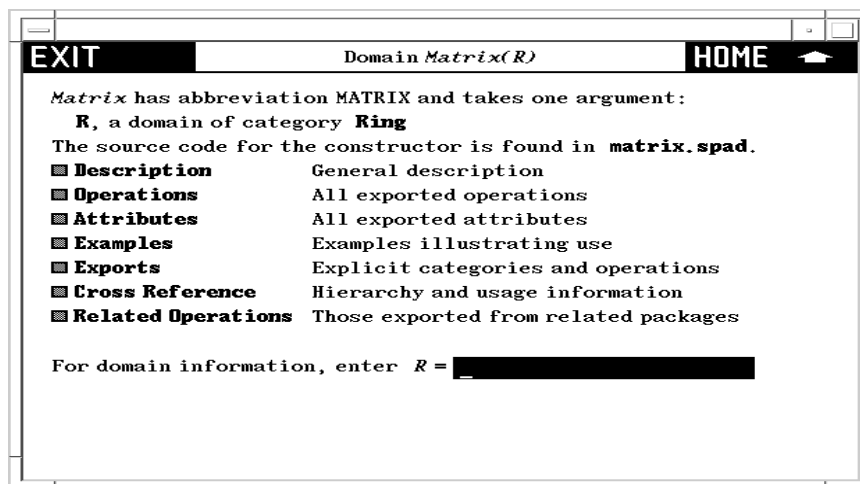 EXIT Domain Matrix(R) HOME
Matrix has abbreviation MATRIX and takes one argument:
R, a domain of category Ring
The source code for the constructor is found in matrix.spad.
Description General description
Operations All exported operations
Attributes All exported attributes
Examples Examples illustrating use
Exports Explicit categories and operations
Cross Reference Hierarchy and usage information
Related Operations Those exported from related packages
For domain information, enter R = _